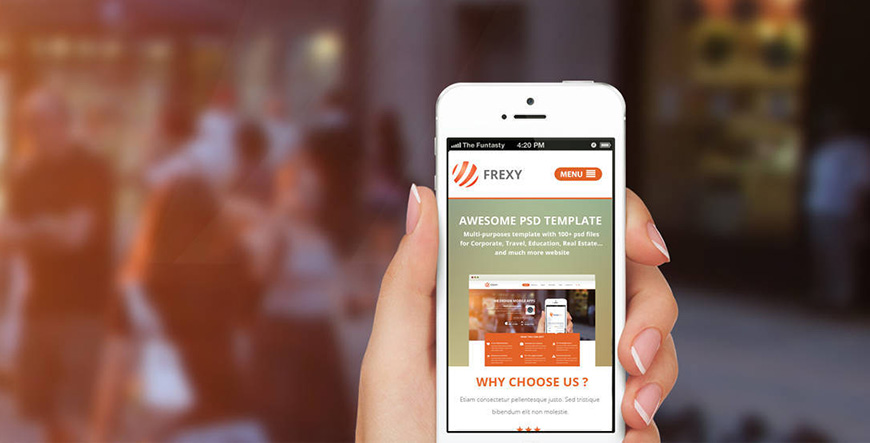 The Funtasty 4:20 PM
FREXY
MENU
AWESOME PSD TEMPLATE
Multi-purposes template with 100+ psd files
for Corporate, Travel, Education, Real Estate...
and much more website
WHY CHOOSE US ?
Etiam consectetur pellentesque justo. Sed tristique
bibendum elit non molestie.